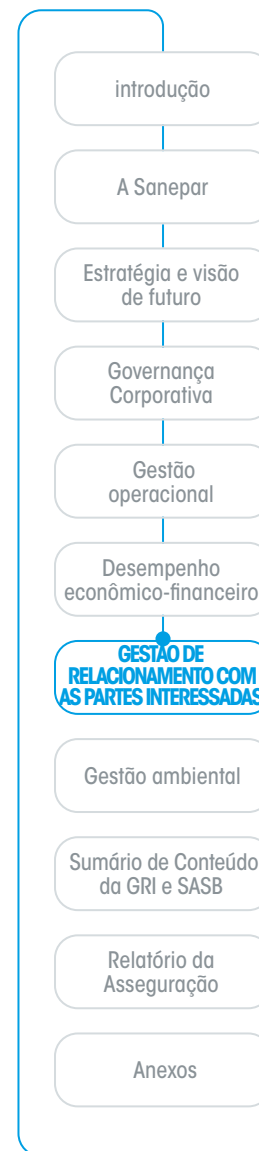 introdução
A Sanepar
Estratégia e visão
de futuro
Governança
Corporativa
Gestão
operacional
Desempenho
econômico-financeiro
GESTÃO DE
RELACIONAMENTO COM
AS PARTES INTERESSADAS
Gestão ambiental
Sumário de Conteúdo
da GRI e SASB
Relatório da
Asseguração
Anexos